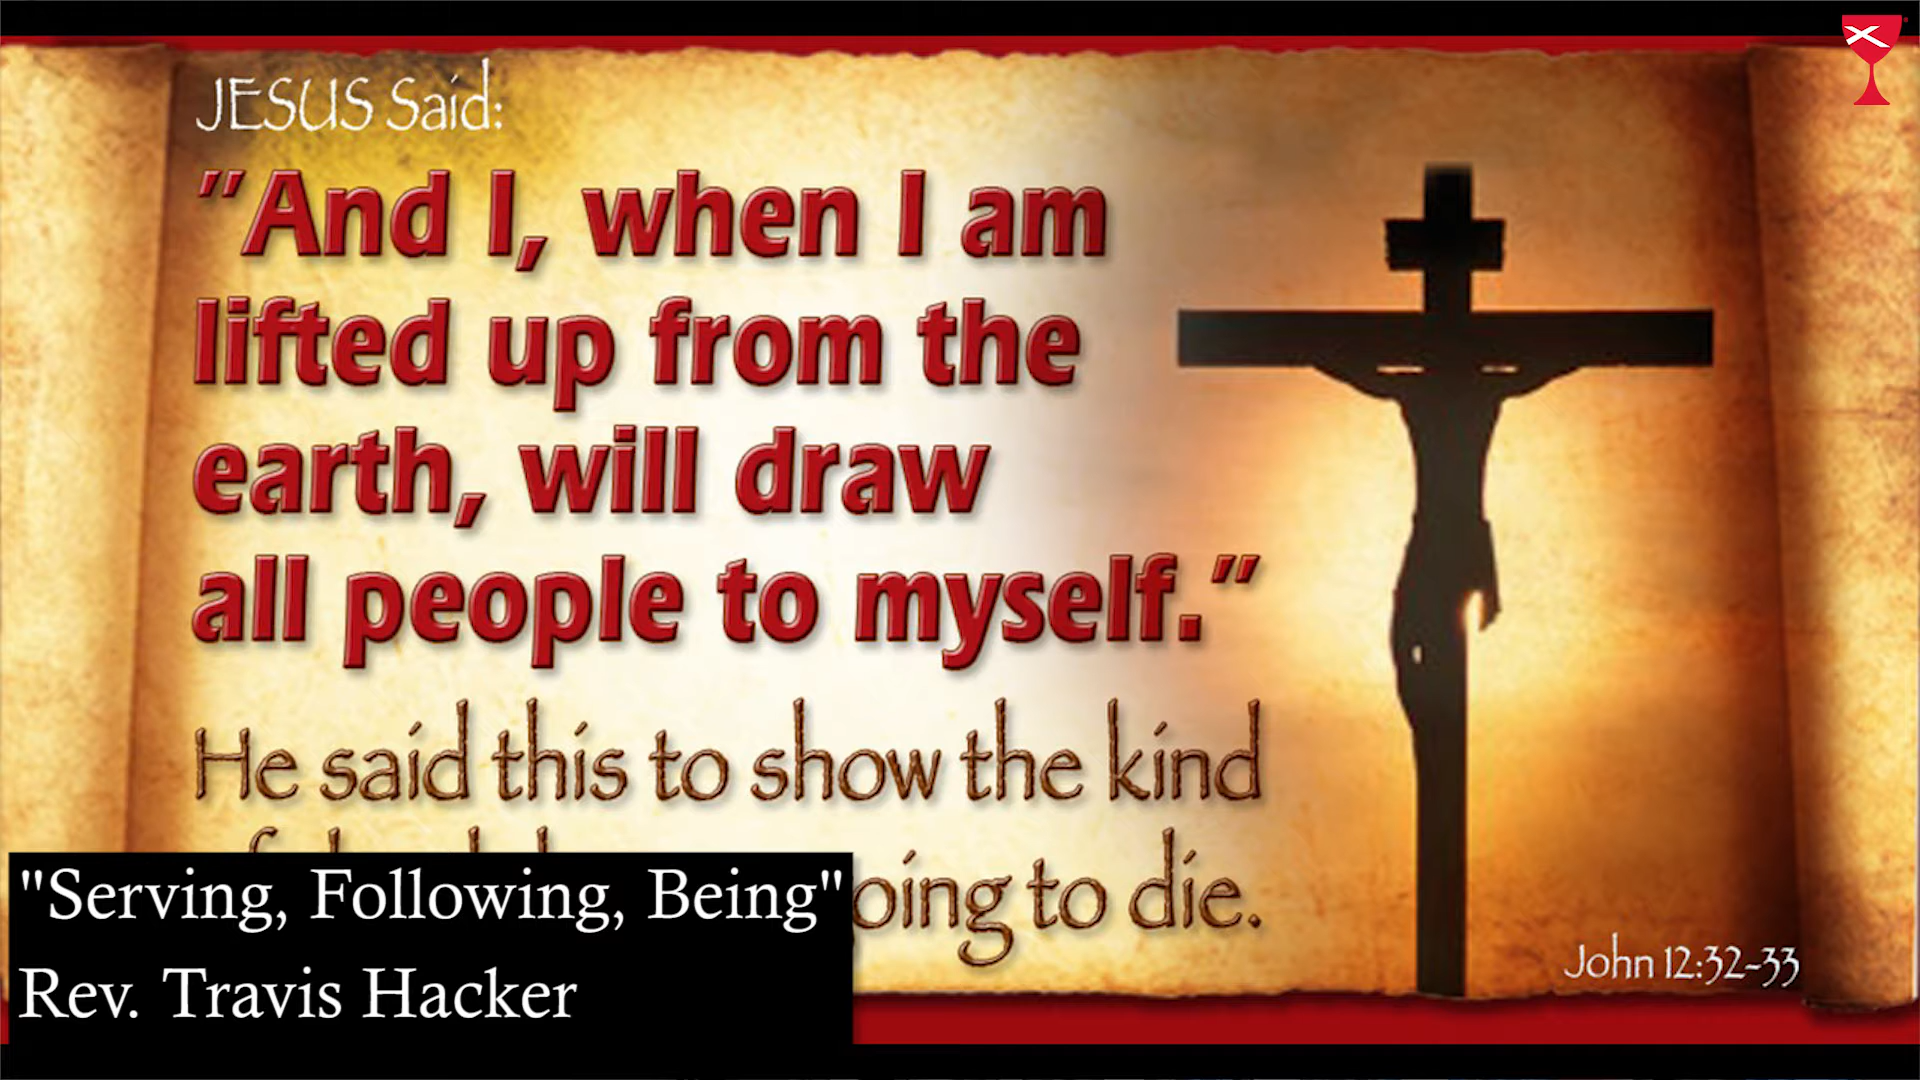 JESUS Said:
"And I, when I am
lifted up from the
earth, will draw
all people to myself."
He said this to show the kind
oing to die.
John 12:32-33
"Serving, Following, Being"
Rev. Travis Hacker